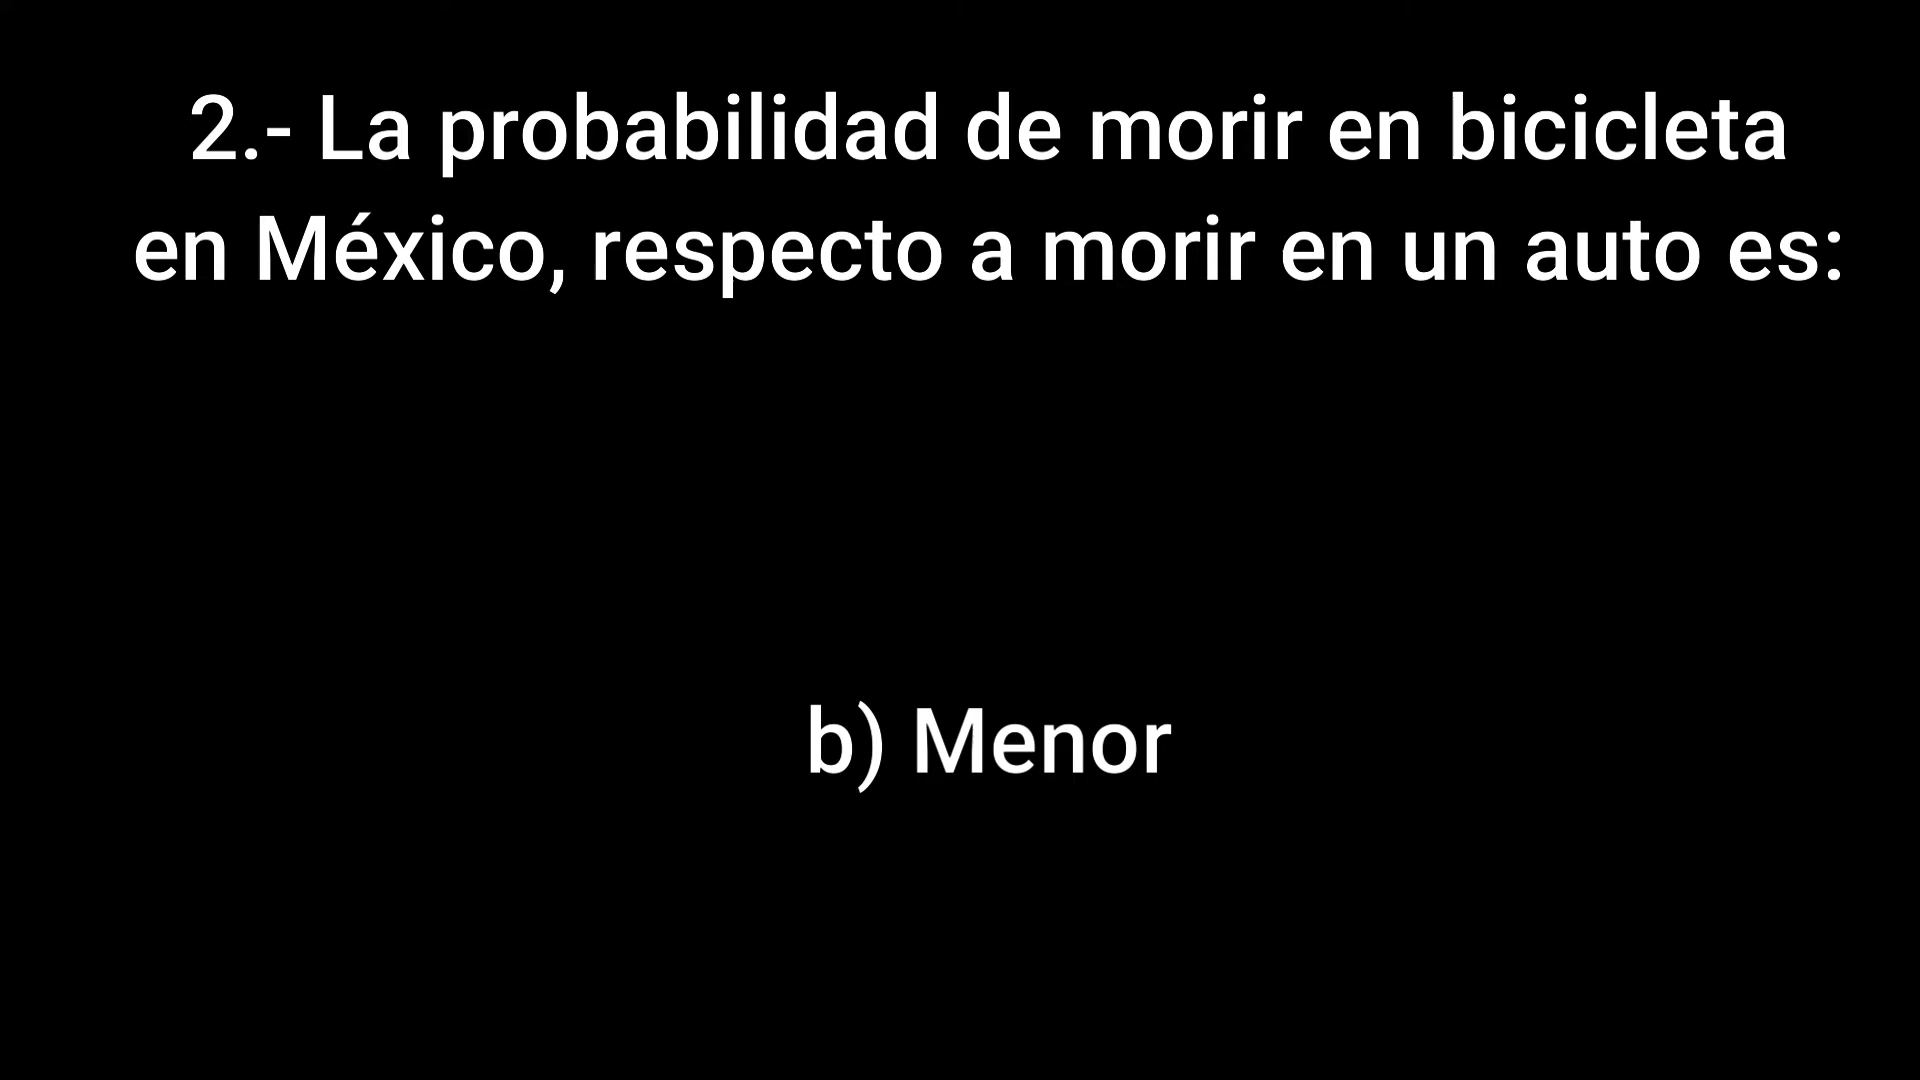 2.- La probabilidad de morir en bicicleta
en México, respecto a morir en un auto es:
b) Menor